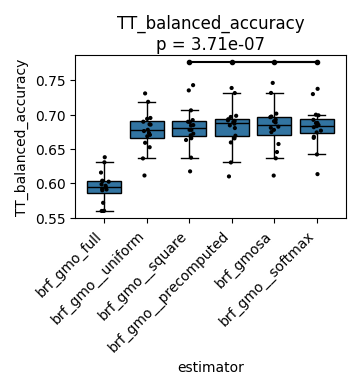 TT_balanced_accuracy
p = 3.71e-07
TT_balanced_accuracy
0.75
0.70
0.65
0.60
0.55
brf_gmo_full
brf_gmo__uniform
brf_gmo__square
brf_gmo__precomputed
brf_gmosa
brf_gmo__softmax
estimator